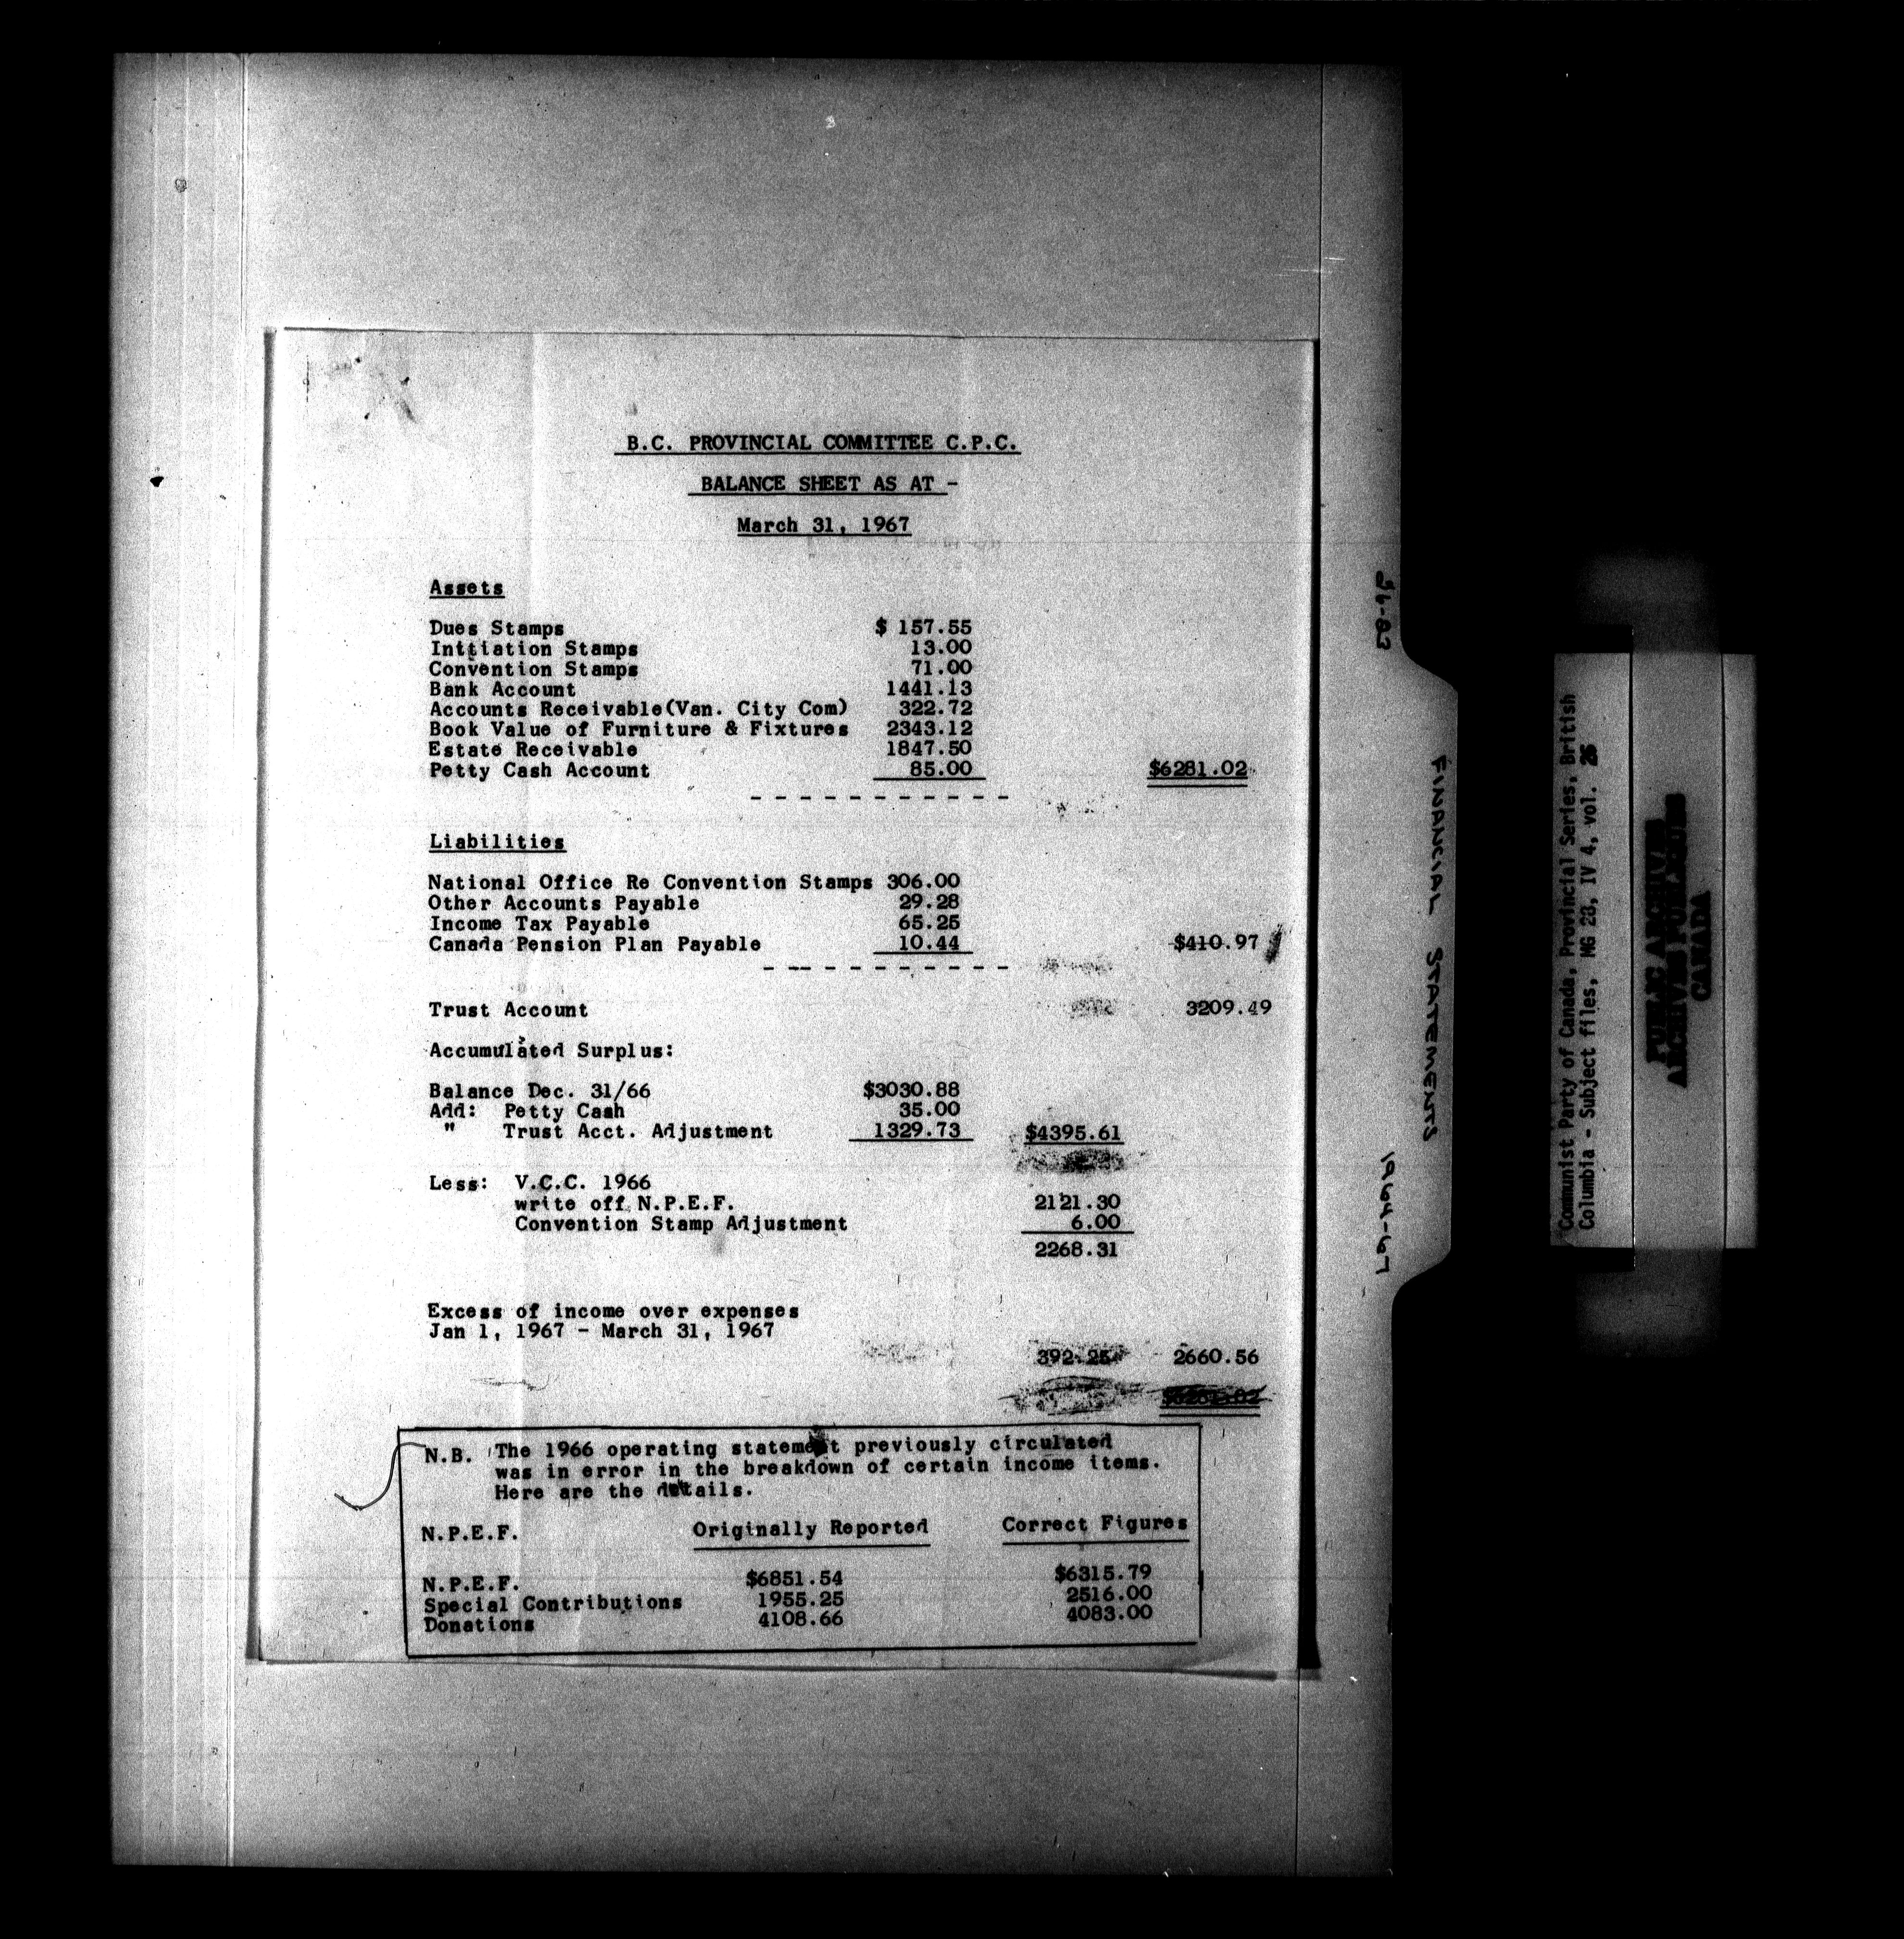 B.C. PROVINCIAL COMMITTEE C.P.C.
BALANCE SHEET AS AT -
March 31, 1967
Assets
Dues Stamps $ 157.55
Inttiation Stamps 13.00
Convention Stamps 71.00
Bank Account 1441.13
Accounts Receivable(Van. City Com) 322.72
Book Value of Furniture & Fixtures 2343.12
Estate Receivable 1847.50
Petty Cash Account 85.00 $6281.02
- - - - - - - - - - -
Liabilities
National Office Re Convention Stamps 306.00
Other Accounts Payable 29.28
Income Tax Payable 65.25
Canada Pension Plan Payable 10.44 $410.97
- - - - - - - - - - -
Trust Account 3209.49
Accumulated Surplus:
Balance Dec. 31/66 $3030.88
Add: Petty Cash 35.00
" Trust Acct. Adjustment 1329.73 $4395.61
Less: V.C.C. 1966
write off N.P.E.F. 2121.30
Convention Stamp Adjustment 6.00
2268.31
Excess of income over expenses
Jan 1, 1967 - March 31, 1967
392.25 2660.56
N.B. The 1966 operating statement previously circulated
was in error in the breakdown of certain income items.
Here are the details.
N.P.E.F. Originally Reported Correct Figures
N.P.E.F. $6851.54 $6315.79
Special Contributions 1955.25 2516.00
Donations 4108.66 4083.00
26-83
FINANCIAL STATEMENTS
1964-67
Communist Party of Canada, Provincial Series, British
Columbia - Subject files, MG 28, IV 4, vol. 26
PUBLIC ARCHIVES
ARCHIVES PUBLIQUES
CANADA